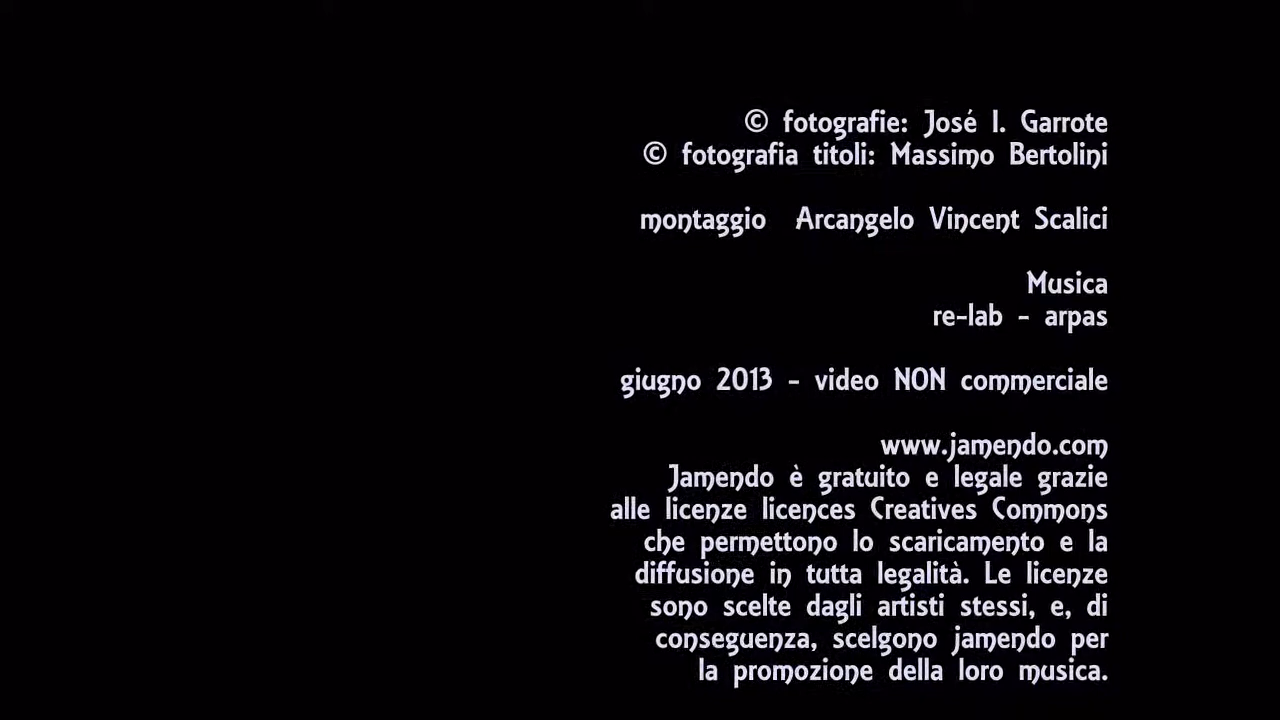 © fotografie: José I. Garrote
© fotografia titoli: Massimo Bertolini
montaggio Arcangelo Vincent Scalici
Musica
re-lab - arpas
giugno 2013 - video NON commerciale
www.jamendo.com
Jamendo è gratuito e legale grazie
alle licenze licences Creatives Commons
che permettono lo scaricamento e la
diffusione in tutta legalità. Le licenze
sono scelte dagli artisti stessi, e, di
conseguenza, scelgono jamendo per
la promozione della loro musica.